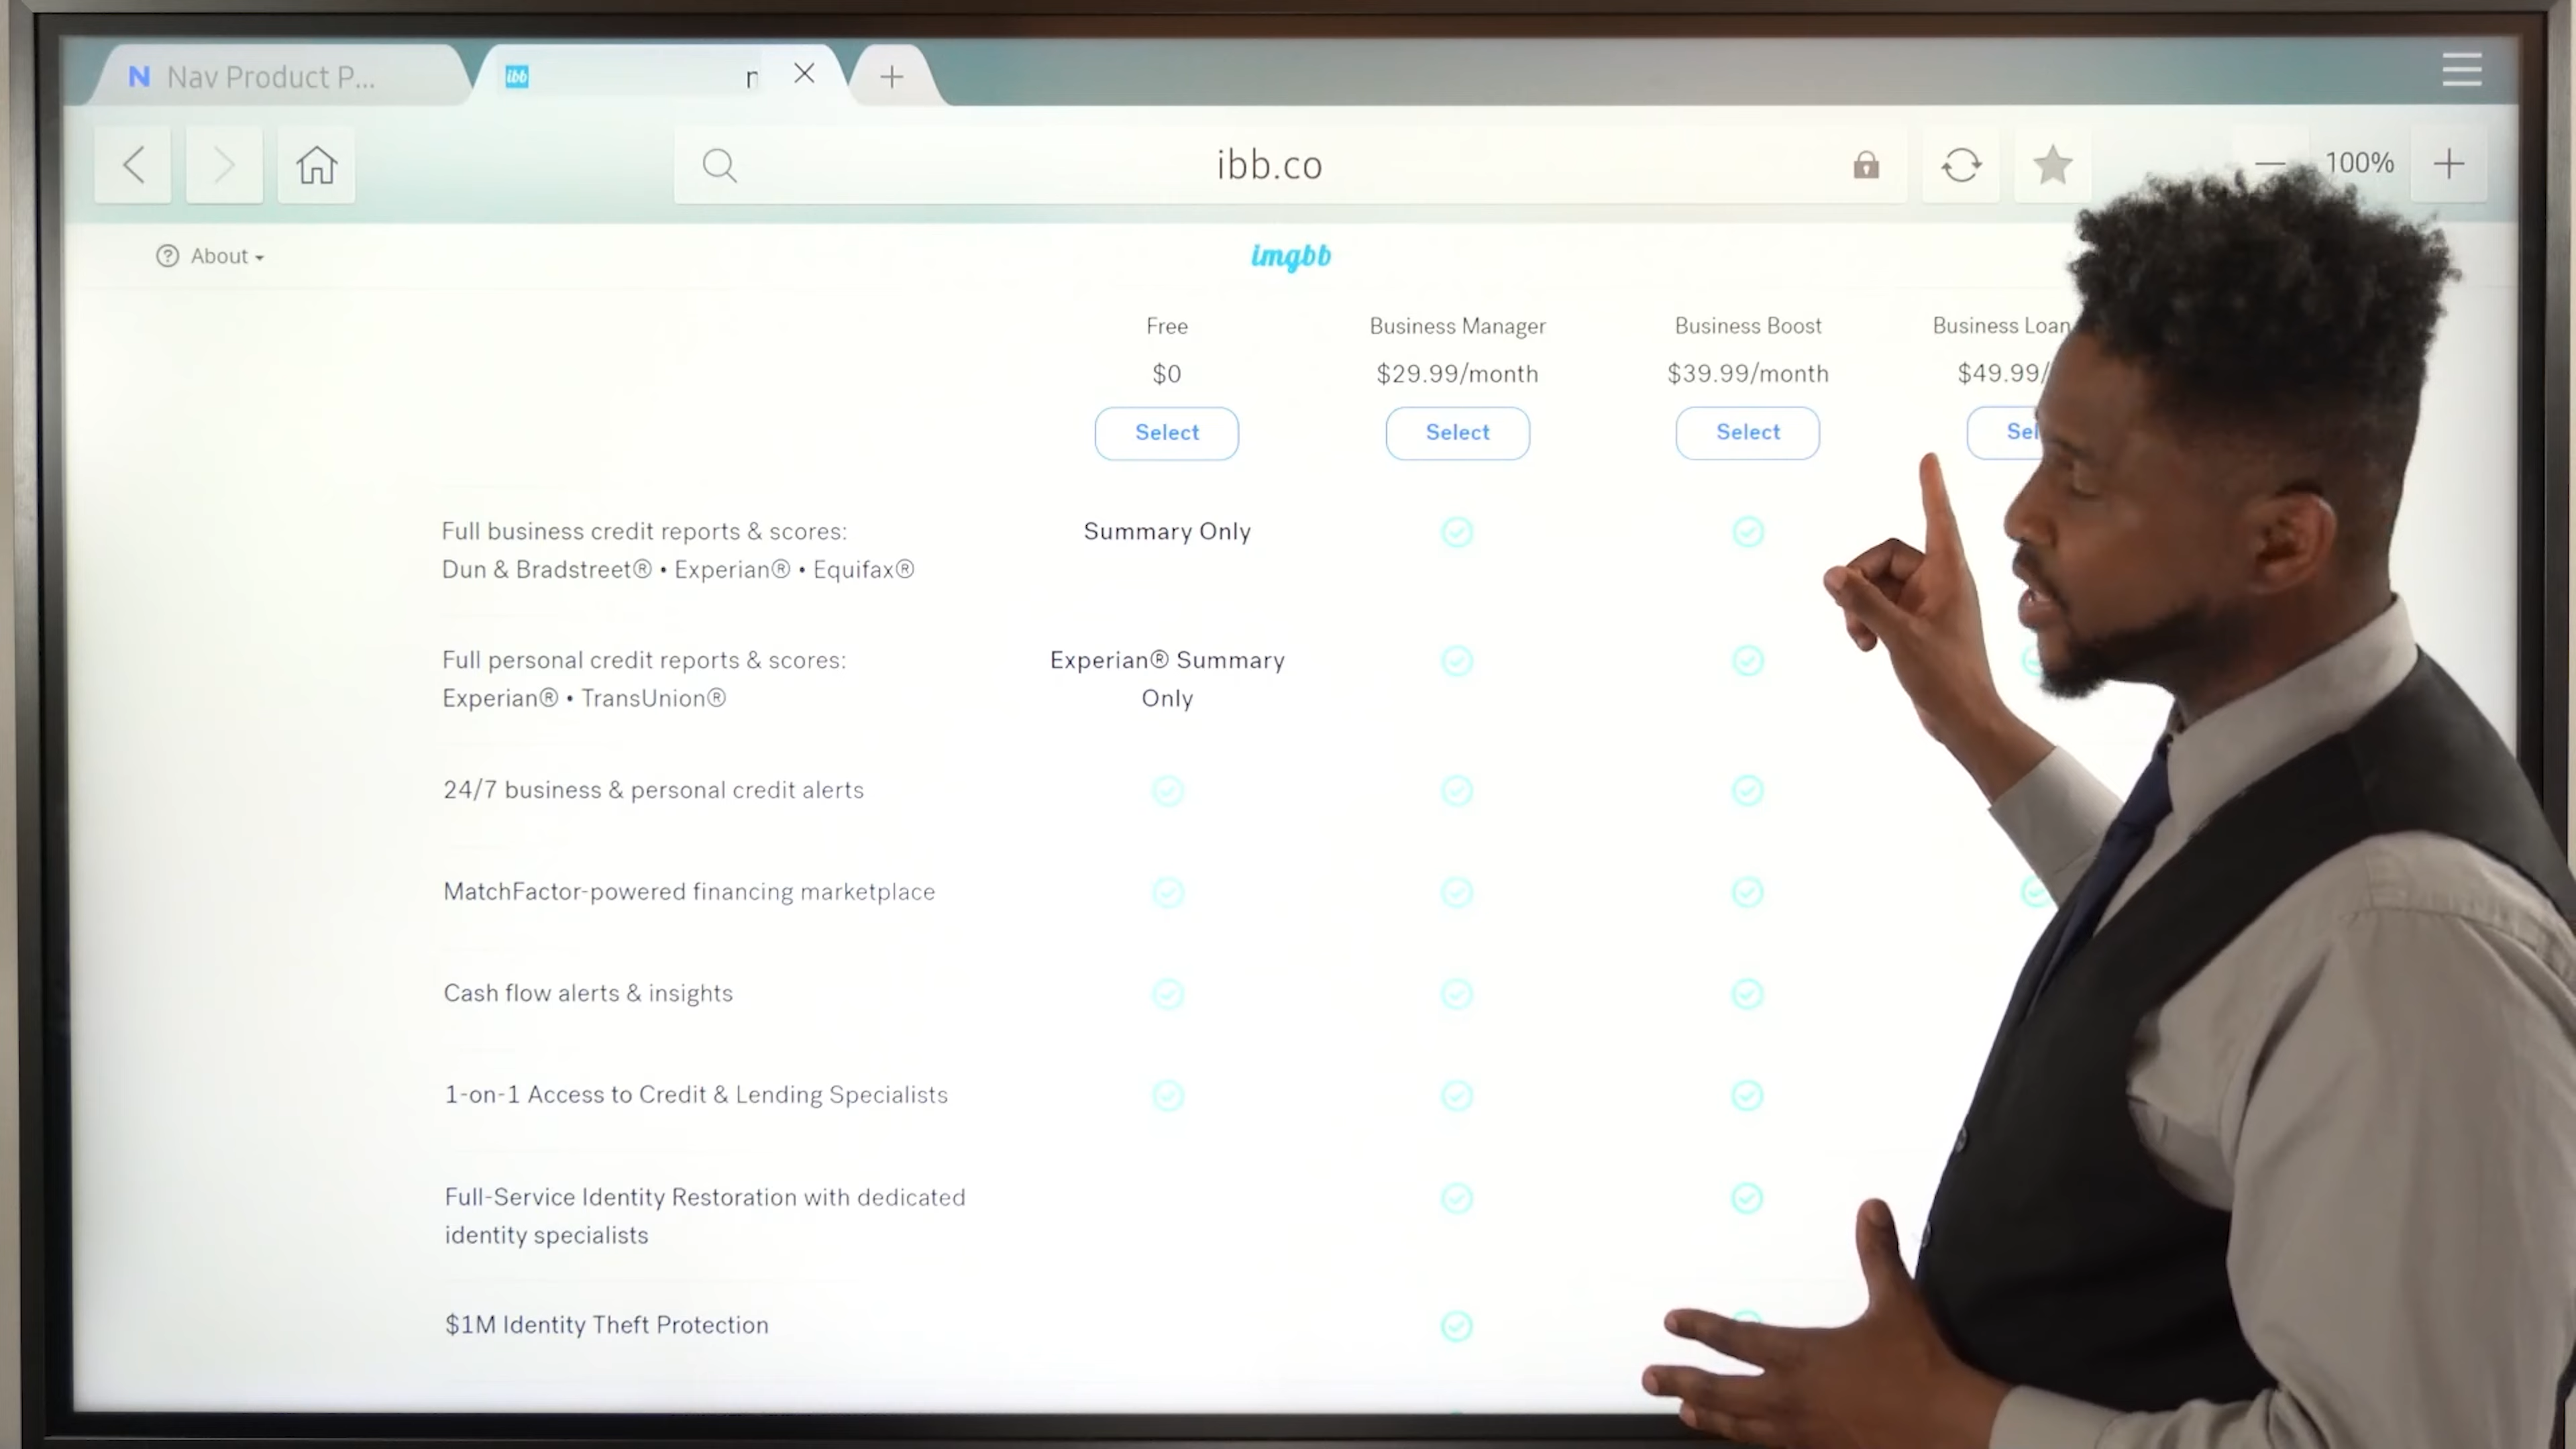 N Nav Product P...
ibb
ibb.co
100%
About
imgbb
Free
Business Manager
Business Boost
Business Loan
$0
$29.99/month
$39.99/month
$49.99/
Select
Select
Select
Full business credit reports & scores:
Dun & Bradstreet® • Experian® • Equifax®
Summary Only
Full personal credit reports & scores:
Experian® • TransUnion®
Experian® Summary
Only
24/7 business & personal credit alerts
MatchFactor-powered financing marketplace
Cash flow alerts & insights
1-on-1 Access to Credit & Lending Specialists
Full-Service Identity Restoration with dedicated
identity specialists
$1M Identity Theft Protection